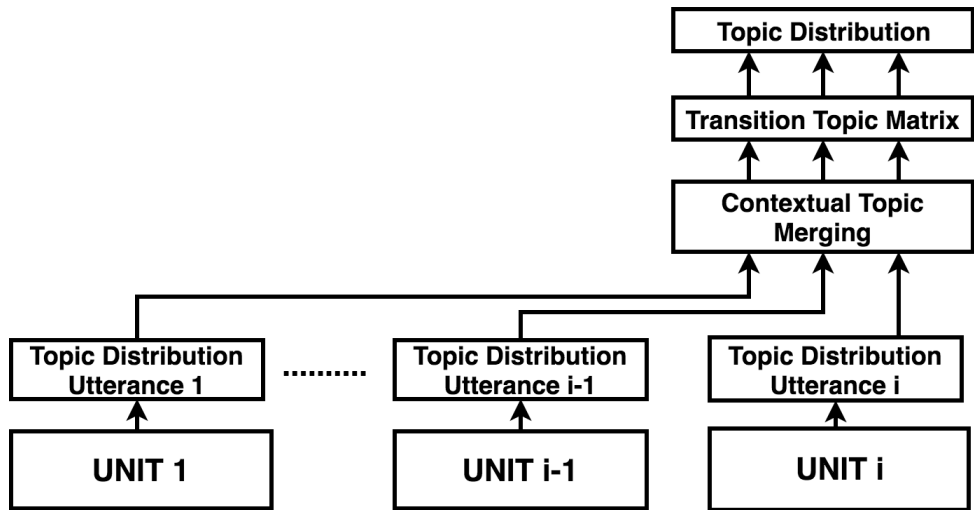 Topic Distribution
Transition Topic Matrix
Contextual Topic
Merging
Topic Distribution
Utterance 1
..........
Topic Distribution
Utterance i-1
Topic Distribution
Utterance i
UNIT 1
UNIT i-1
UNIT i